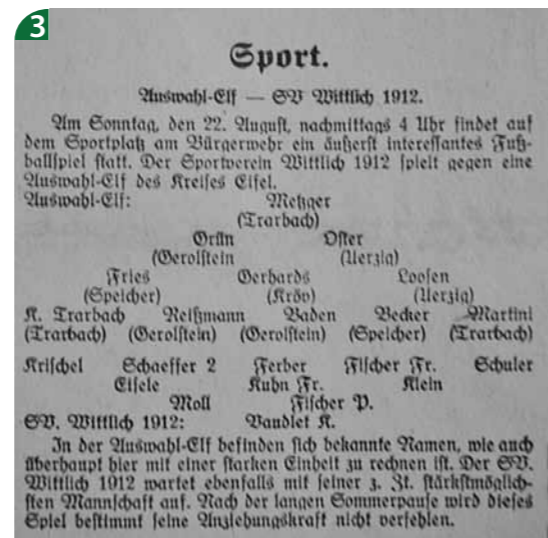 3
Sport.
Auswahl-Elf — SV Wittlich 1912.
Am Sonntag, den 22. August, nachmittags 4 Uhr findet auf
dem Sportplatz am Bürgerwehr ein äußerst interessantes Fuß-
ballspiel statt. Der Sportverein Wittlich 1912 spielt gegen eine
Auswahl-Elf des Kreises Eifel.
Auswahl-Elf: Metzger
(Trarbach)
Grün Oster
(Gerolstein (Uerzig)
Fries Gerhards Loosen
(Speicher) (Kröv) (Uerzig)
K. Trarbach Reißmann Baden Becker Martini
(Trarbach) (Gerolstein) (Gerolstein) (Speicher) (Trarbach)
Krischel Schaeffer 2 Ferber Fischer Fr. Schuler
Eisele Kuhn Fr. Klein
Moll Fischer P.
SV. Wittlich 1912: Baudlet K.
In der Auswahl-Elf befinden sich bekannte Namen, wie auch
überhaupt hier mit einer starken Einheit zu rechnen ist. Der SV.
Wittlich 1912 wartet ebenfalls mit seiner z. Zt. stärkstmöglich-
sten Mannschaft auf. Nach der langen Sommerpause wird dieses
Spiel bestimmt seine Anziehungskraft nicht verfehlen.